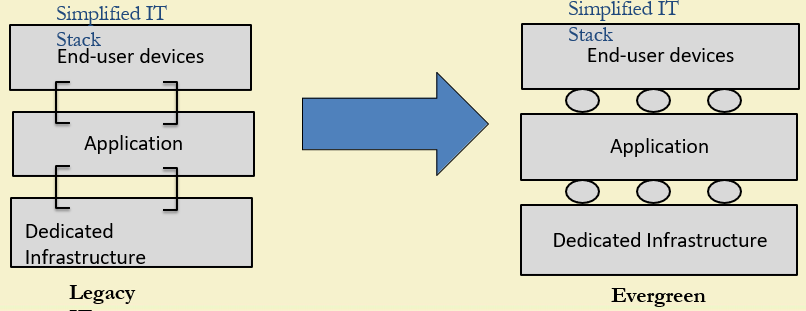 Simplified IT
Stack
End-user devices
Application
Dedicated
Infrastructure
Legacy
Simplified IT
Stack
End-user devices
Application
Dedicated Infrastructure
Evergreen